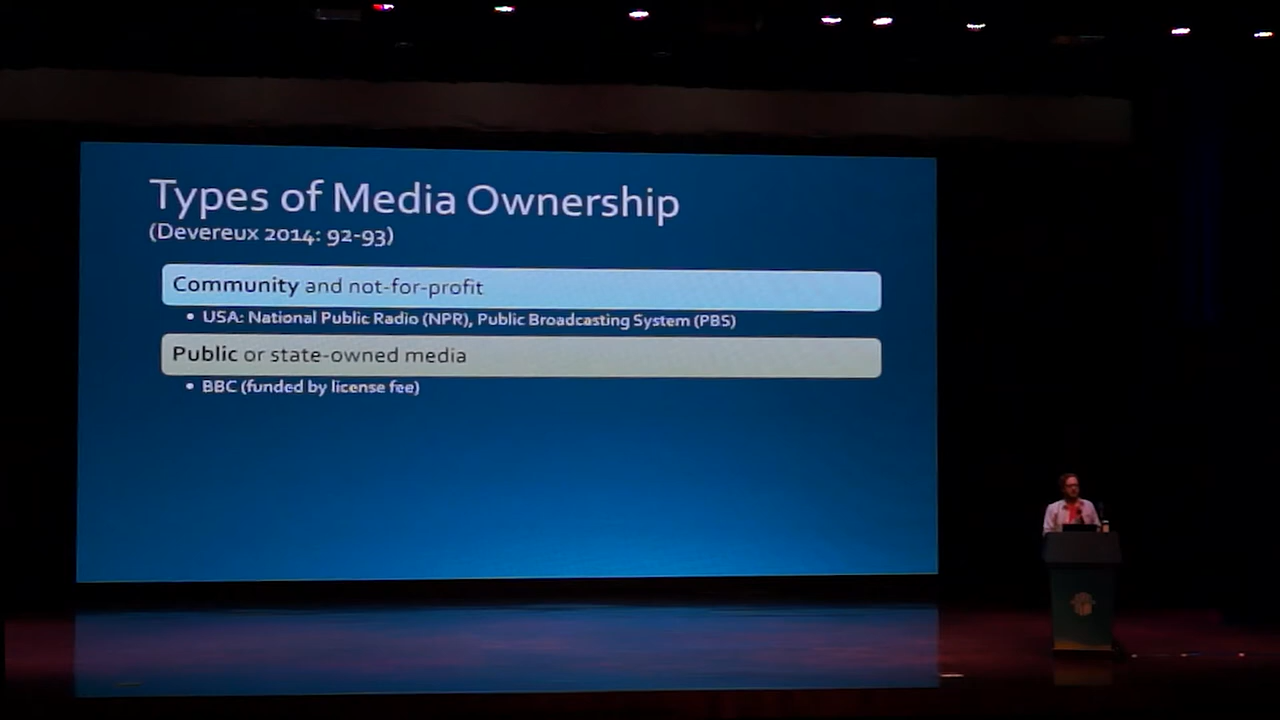 Types of Media Ownership
(Devereux 2014: 92-93)
Community and not-for-profit
• USA: National Public Radio (NPR), Public Broadcasting System (PBS)
Public or state-owned media
• BBC (funded by license fee)